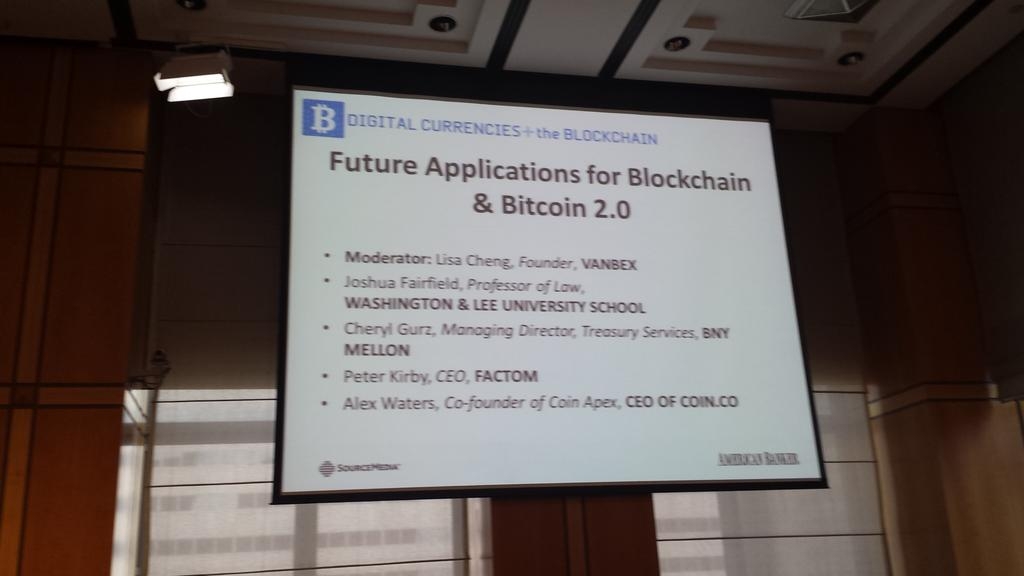 B DIGITAL CURRENCIES+the BLOCKCHAIN
Future Applications for Blockchain
& Bitcoin 2.0
• Moderator: Lisa Cheng, Founder, VANBEX
• Joshua Fairfield, Professor of Law,
WASHINGTON & LEE UNIVERSITY SCHOOL
• Cheryl Gurz, Managing Director, Treasury Services, BNY
MELLON
• Peter Kirby, CEO, FACTOM
• Alex Waters, Co-founder of Coin Apex, CEO OF COIN.CO
SOURCEMEDIA
AMERICAN BANKER